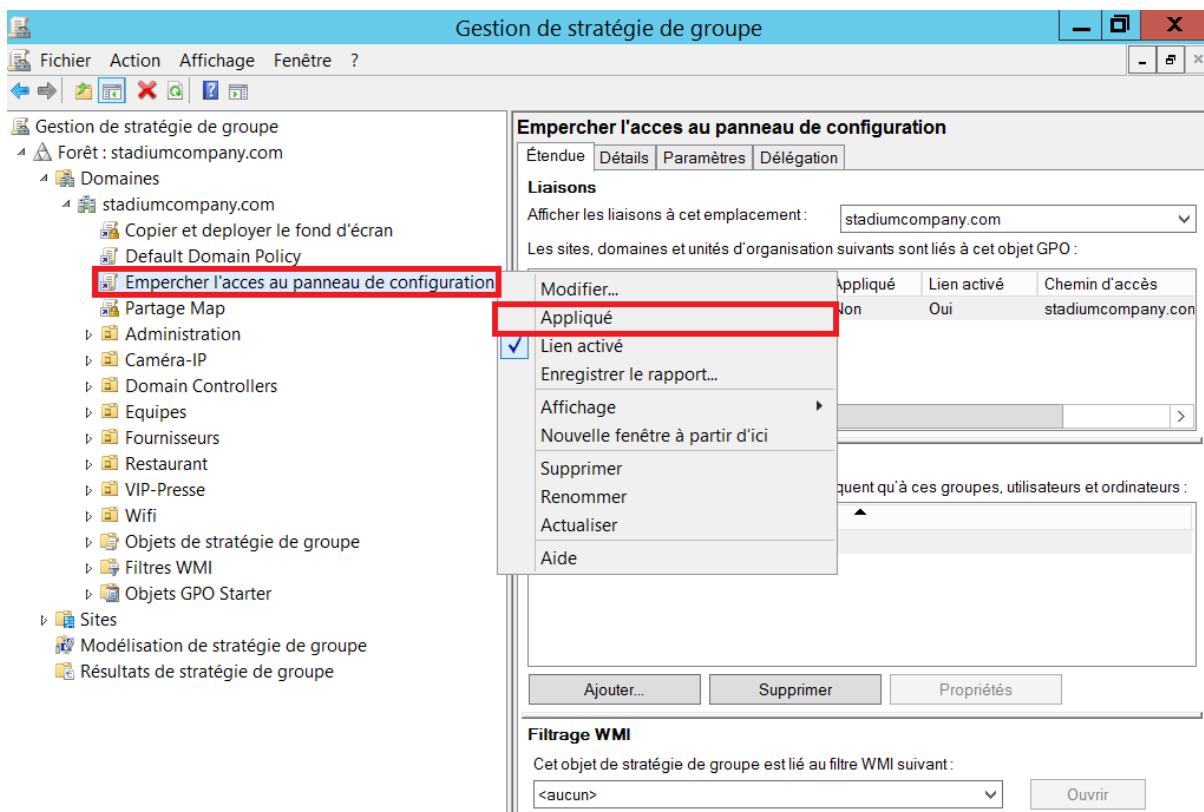 Gestion de stratégie de groupe
Fichier Action Affichage Fenêtre ?
Gestion de stratégie de groupe
Forêt : stadiumcompany.com
Domaines
stadiumcompany.com
Copier et deployer le fond d'écran
Default Domain Policy
Empercher l'acces au panneau de configuration
Partage Map
Administration
Caméra-IP
Domain Controllers
Equipes
Fournisseurs
Restaurant
VIP-Presse
Wifi
Objets de stratégie de groupe
Filtres WMI
Objets GPO Starter
Sites
Modélisation de stratégie de groupe
Résultats de stratégie de groupe
Modifier...
Appliqué
Lien activé
Enregistrer le rapport...
Affichage
Nouvelle fenêtre à partir d'ici
Supprimer
Renommer
Actualiser
Aide
Empercher l'acces au panneau de configuration
Étendue Détails Paramètres Délégation
Liaisons
Afficher les liaisons à cet emplacement : stadiumcompany.com
Les sites, domaines et unités d'organisation suivants sont liés à cet objet GPO :
Appliqué Lien activé Chemin d'accès
Non Oui stadiumcompany.con
quent qu'à ces groupes, utilisateurs et ordinateurs :
Ajouter... Supprimer Propriétés
Filtrage WMI
Cet objet de stratégie de groupe est lié au filtre WMI suivant :
<aucun> Ouvrir